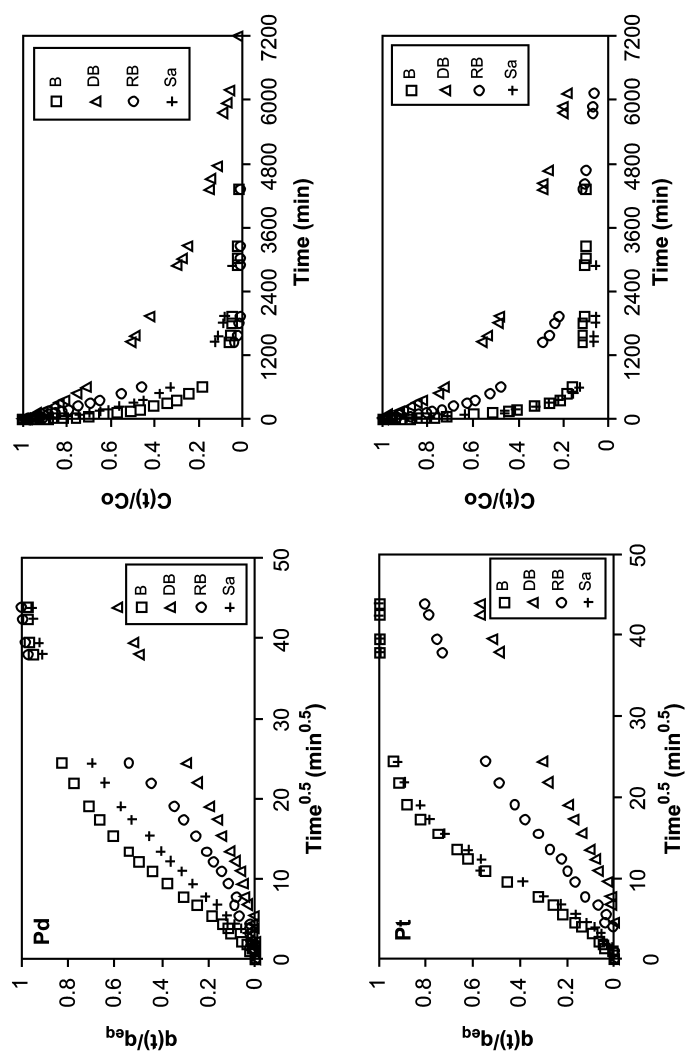 q(t)/qeq
1
0.8
0.6
0.4
0.2
0
Pd
B
DB
RB
Sa
0
10
20
30
40
50
Time0.5 (min0.5)
C(t)/Co
1
0.8
0.6
0.4
0.2
0
B
DB
RB
Sa
0
1200
2400
3600
4800
6000
7200
Time (min)
q(t)/qeq
1
0.8
0.6
0.4
0.2
0
Pt
B
DB
RB
Sa
0
10
20
30
40
50
Time0.5 (min0.5)
C(t)/Co
1
0.8
0.6
0.4
0.2
0
B
DB
RB
Sa
0
1200
2400
3600
4800
6000
7200
Time (min)